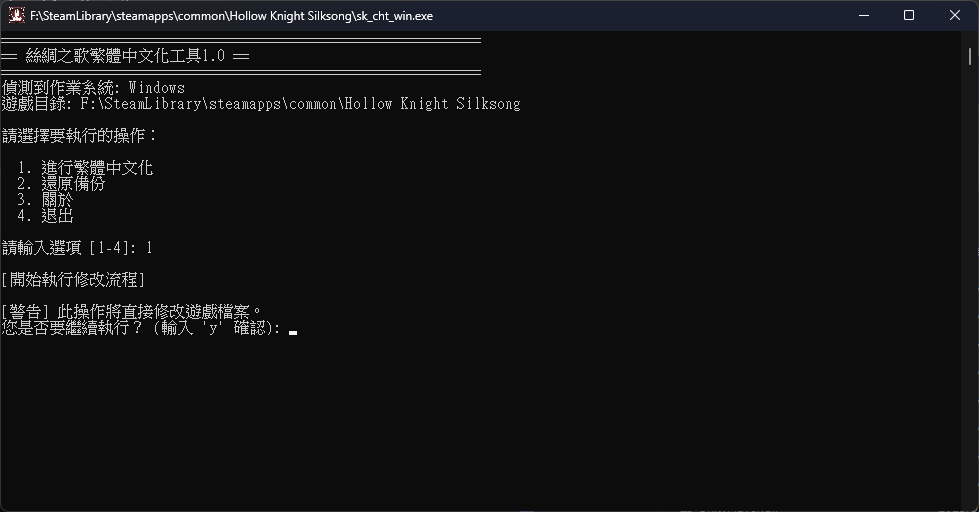 F:\SteamLibrary\steamapps\common\Hollow Knight Silksong\sk_cht_win.exe
== 絲綢之歌繁體中文化工具1.0 ==
偵測到作業系統: Windows
遊戲目錄: F:\SteamLibrary\steamapps\common\Hollow Knight Silksong
請選擇要執行的操作：
1. 進行繁體中文化
2. 還原備份
3. 關於
4. 退出
請輸入選項 [1-4]: 1
[開始執行修改流程]
[警告] 此操作將直接修改遊戲檔案。
您是否要繼續執行？ (輸入 'y' 確認):